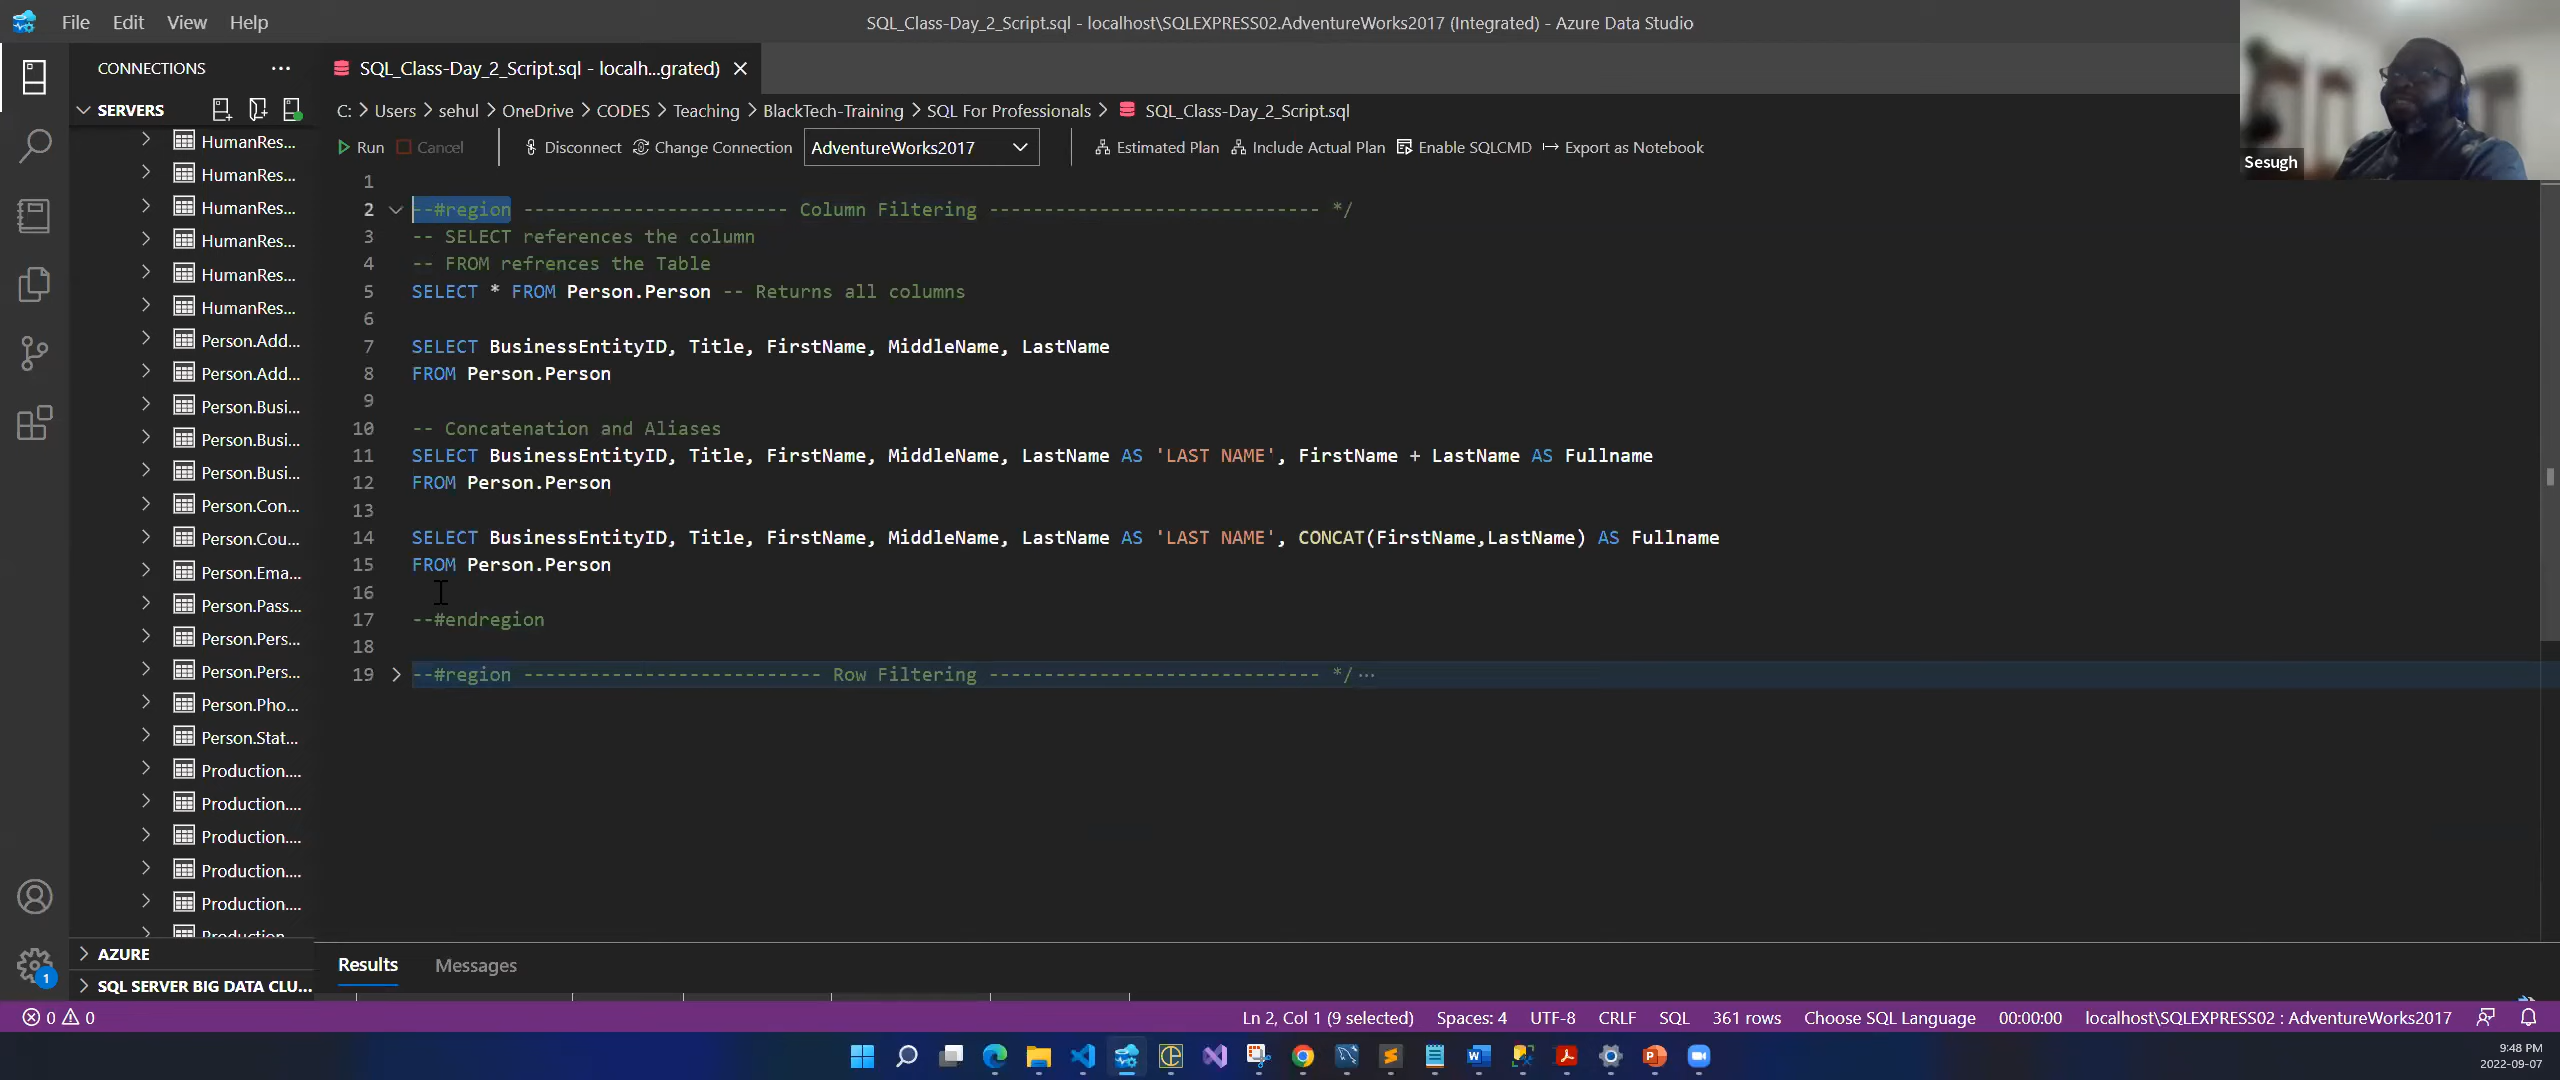 File Edit View Help
SQL_Class-Day_2_Script.sql - localhost\SQLEXPRESS02.AdventureWorks2017 (Integrated) - Azure Data Studio
CONNECTIONS ...
SQL_Class-Day_2_Script.sql - localh...grated)
SERVERS
C: > Users > sehul > OneDrive > CODES > Teaching > BlackTech-Training > SQL For Professionals > SQL_Class-Day_2_Script.sql
Run Cancel Disconnect Change Connection AdventureWorks2017 Estimated Plan Include Actual Plan Enable SQLCMD Export as Notebook
Sesugh
HumanRes...
HumanRes...
HumanRes...
HumanRes...
HumanRes...
HumanRes...
Person.Add...
Person.Add...
Person.Busi...
Person.Busi...
Person.Busi...
Person.Con...
Person.Cou...
Person.Ema...
Person.Pass...
Person.Pers...
Person.Pers...
Person.Pho...
Person.Stat...
Production....
Production....
Production....
Production....
Production....
Production....
AZURE
SQL SERVER BIG DATA CLU...
1
2 --#region ------------------------ Column Filtering ------------------------------ */
3 -- SELECT references the column
4 -- FROM refrences the Table
5 SELECT * FROM Person.Person -- Returns all columns
6
7 SELECT BusinessEntityID, Title, FirstName, MiddleName, LastName
8 FROM Person.Person
9
10 -- Concatenation and Aliases
11 SELECT BusinessEntityID, Title, FirstName, MiddleName, LastName AS 'LAST NAME', FirstName + LastName AS Fullname
12 FROM Person.Person
13
14 SELECT BusinessEntityID, Title, FirstName, MiddleName, LastName AS 'LAST NAME', CONCAT(FirstName,LastName) AS Fullname
15 FROM Person.Person
16
17 --#endregion
18
19 --#region --------------------------- Row Filtering ------------------------------ */ ...
Results Messages
0 0
Ln 2, Col 1 (9 selected) Spaces: 4 UTF-8 CRLF SQL 361 rows Choose SQL Language 00:00:00 localhost\SQLEXPRESS02 : AdventureWorks2017
1
9:48 PM
2022-09-07